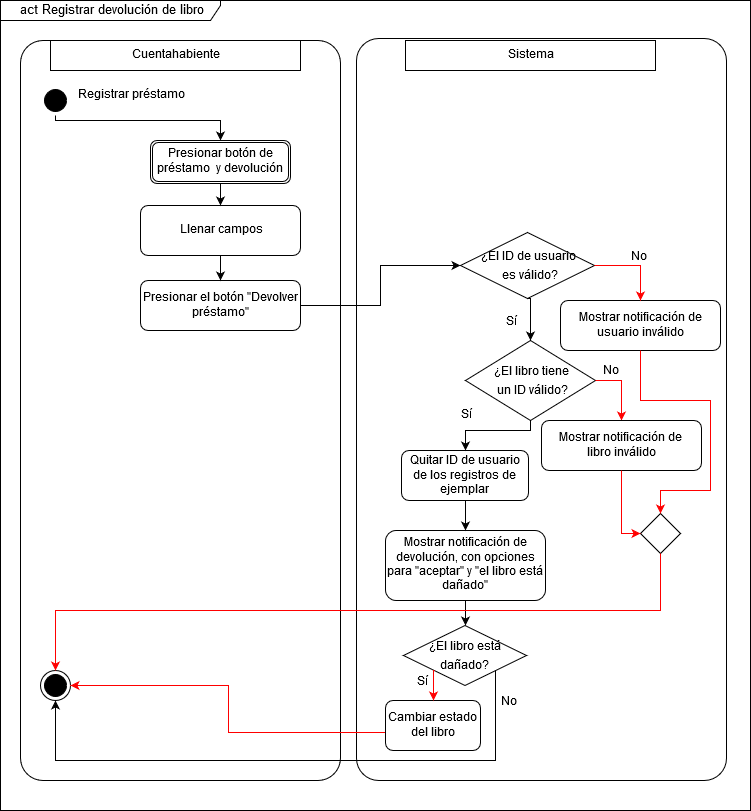 act Registrar devolución de libro
Cuentahabiente
Sistema
Registrar préstamo
Presionar botón de
préstamo y devolución
Llenar campos
Presionar el botón "Devolver
préstamo"
¿El ID de usuario
es válido?
No
Mostrar notificación de
usuario inválido
Sí
¿El libro tiene
un ID válido?
No
Mostrar notificación de
libro inválido
Sí
Quitar ID de usuario
de los registros de
ejemplar
Mostrar notificación de
devolución, con opciones
para "aceptar" y "el libro está
dañado"
¿El libro está
dañado?
Sí
No
Cambiar estado
del libro